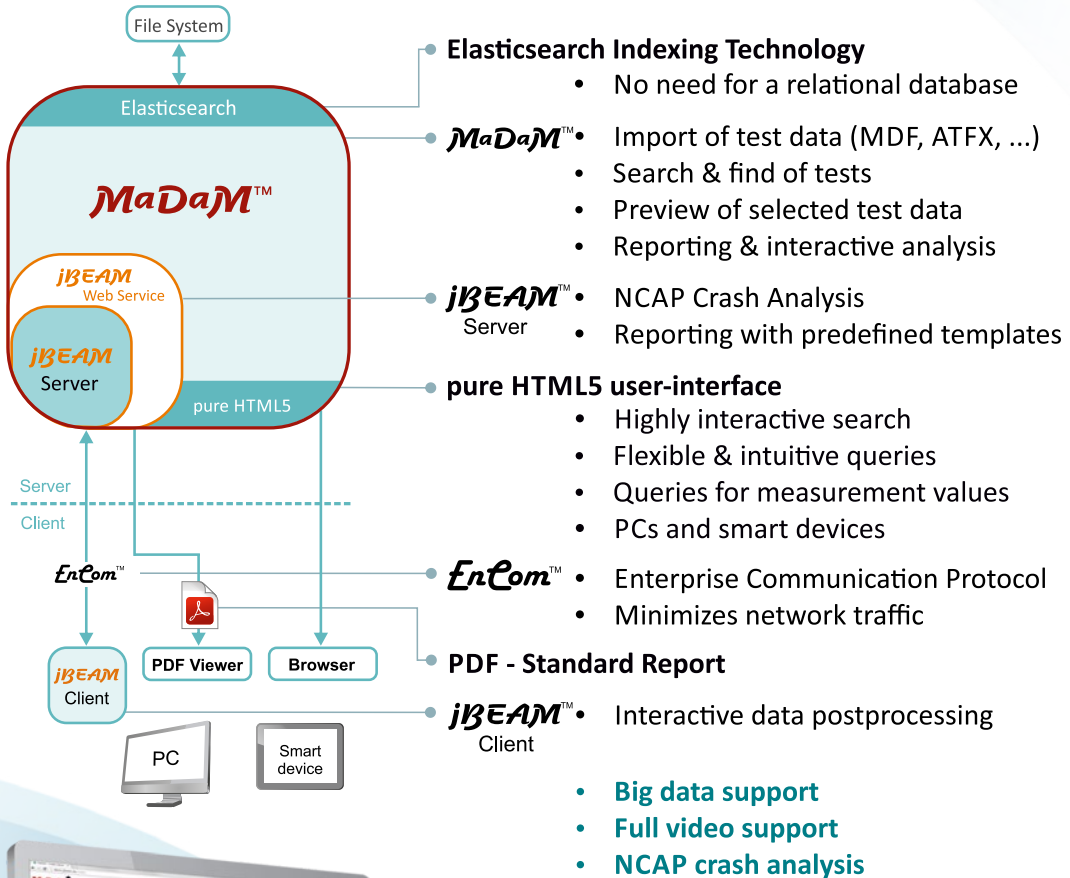 File System
Elasticsearch
MaDaM™
jBEAM
Web Service
jBEAM
Server
pure HTML5
Server
Client
EnCom™
PDF Viewer
Browser
jBEAM
Client
PC
Smart
device
Elasticsearch Indexing Technology
• No need for a relational database
MaDaM™ • Import of test data (MDF, ATFX, ...)
• Search & find of tests
• Preview of selected test data
• Reporting & interactive analysis
jBEAM™ • NCAP Crash Analysis
Server • Reporting with predefined templates
pure HTML5 user-interface
• Highly interactive search
• Flexible & intuitive queries
• Queries for measurement values
• PCs and smart devices
EnCom™ • Enterprise Communication Protocol
• Minimizes network traffic
PDF - Standard Report
jBEAM™ • Interactive data postprocessing
Client
• Big data support
• Full video support
• NCAP crash analysis